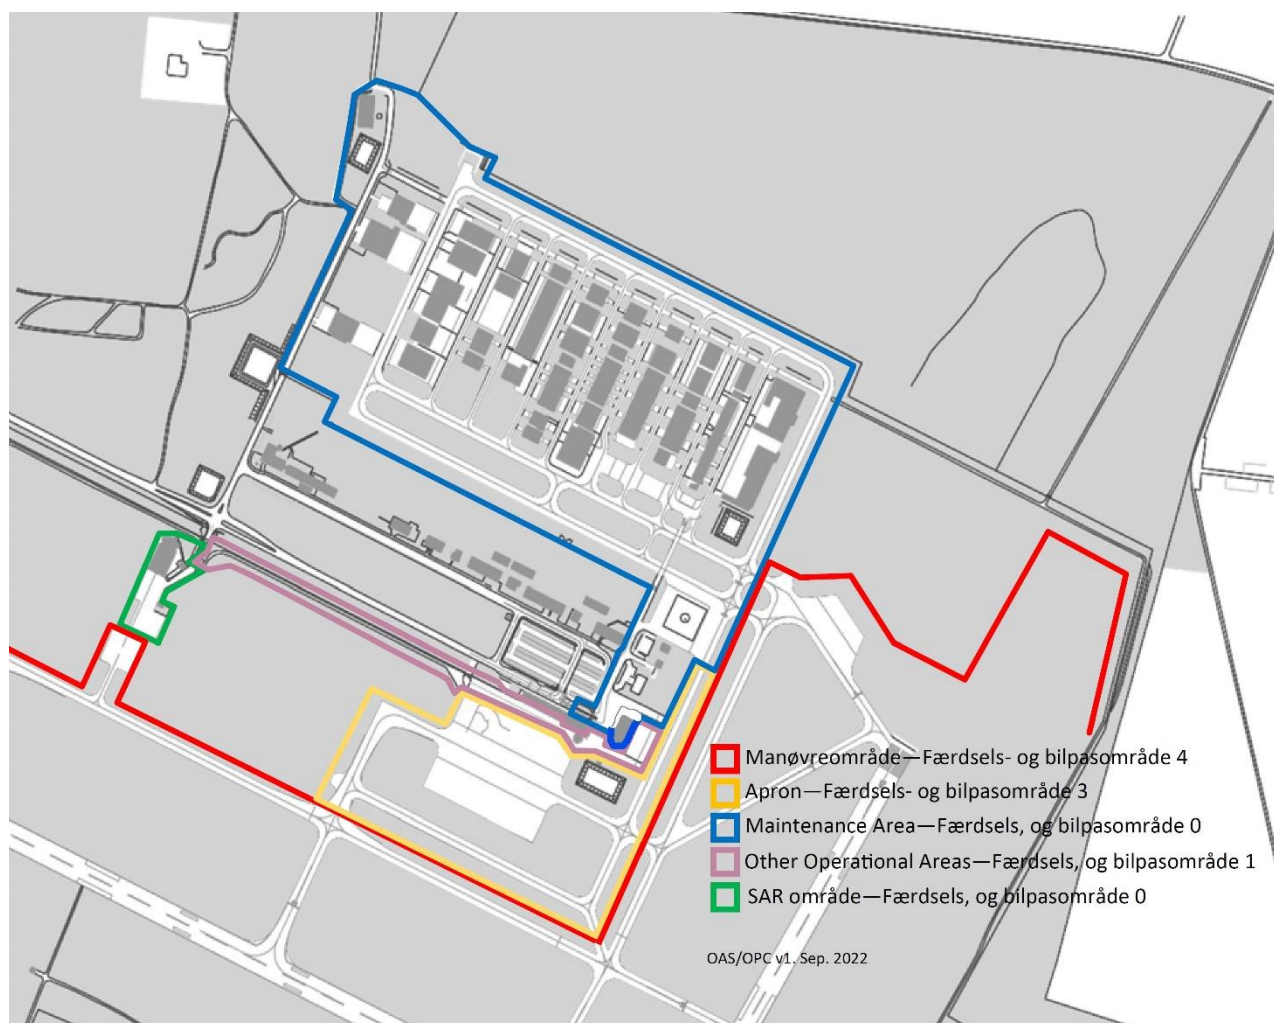 Manøvreområde—Færdsels- og bilpasområde 4
Apron—Færdsels- og bilpasområde 3
Maintenance Area—Færdsels, og bilpasområde 0
Other Operational Areas—Færdsels, og bilpasområde 1
SAR område—Færdsels, og bilpasområde 0
OAS/OPC v1. Sep. 2022